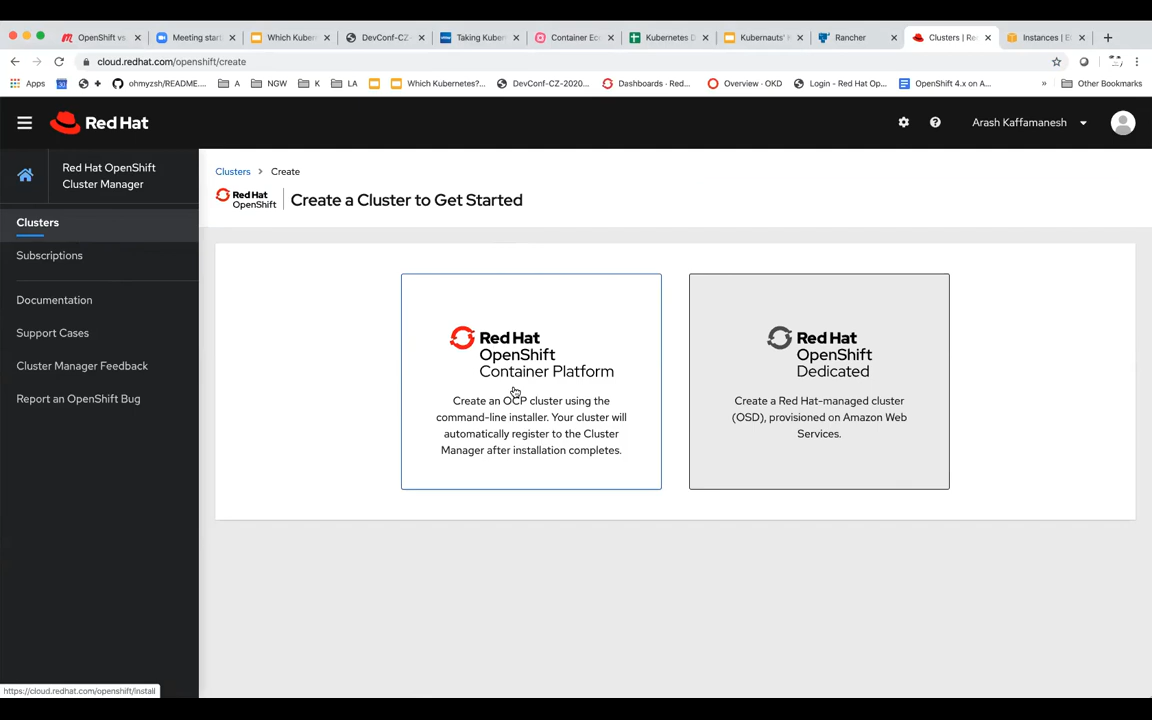 OpenShift vs.
Meeting star
Which Kuber
DevConf-CZ-
Taking Kuber
Container Ec
Kubernetes D
Kubernauts'
Rancher
Clusters | Re
Instances | E
cloud.redhat.com/openshift/create
Apps
ohmyzsh/README....
A
NGW
K
LA
Which Kubernetes?...
DevConf-CZ-2020...
Dashboards - Red...
Overview · OKD
Login - Red Hat Op...
OpenShift 4.x on A...
»
Other Bookmarks
Red Hat
Arash Kaffamanesh
Red Hat OpenShift
Cluster Manager
Clusters
Subscriptions
Documentation
Support Cases
Cluster Manager Feedback
Report an OpenShift Bug
Clusters > Create
Red Hat
OpenShift
Create a Cluster to Get Started
Red Hat
OpenShift
Container Platform
Create an OCP cluster using the
command-line installer. Your cluster will
automatically register to the Cluster
Manager after installation completes.
Red Hat
OpenShift
Dedicated
Create a Red Hat-managed cluster
(OSD), provisioned on Amazon Web
Services.
https://cloud.redhat.com/openshift/install